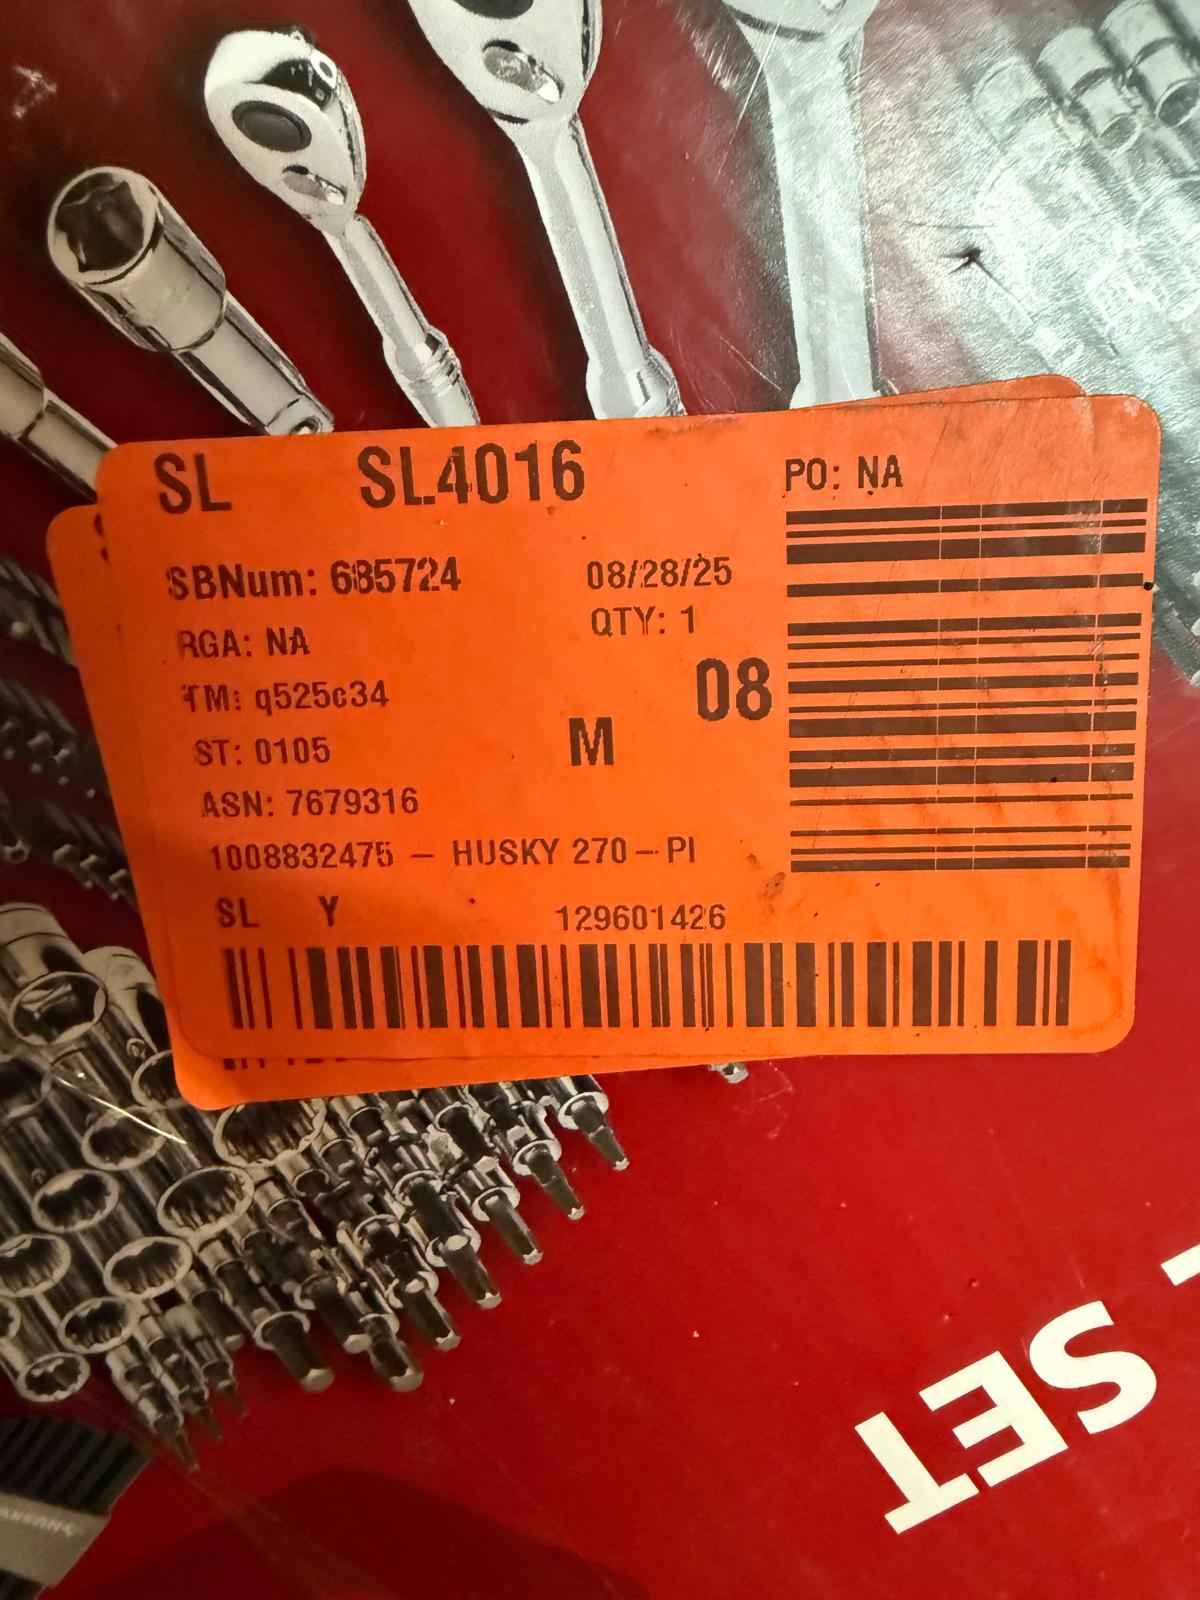 SL SL4016 PO: NA
SBNum: 685724 08/28/25
RGA: NA QTY: 1
TM: q525c34 08
ST: 0105 M
ASN: 7679316
1008832475 - HUSKY 270-PI
SL Y 129601426
SET